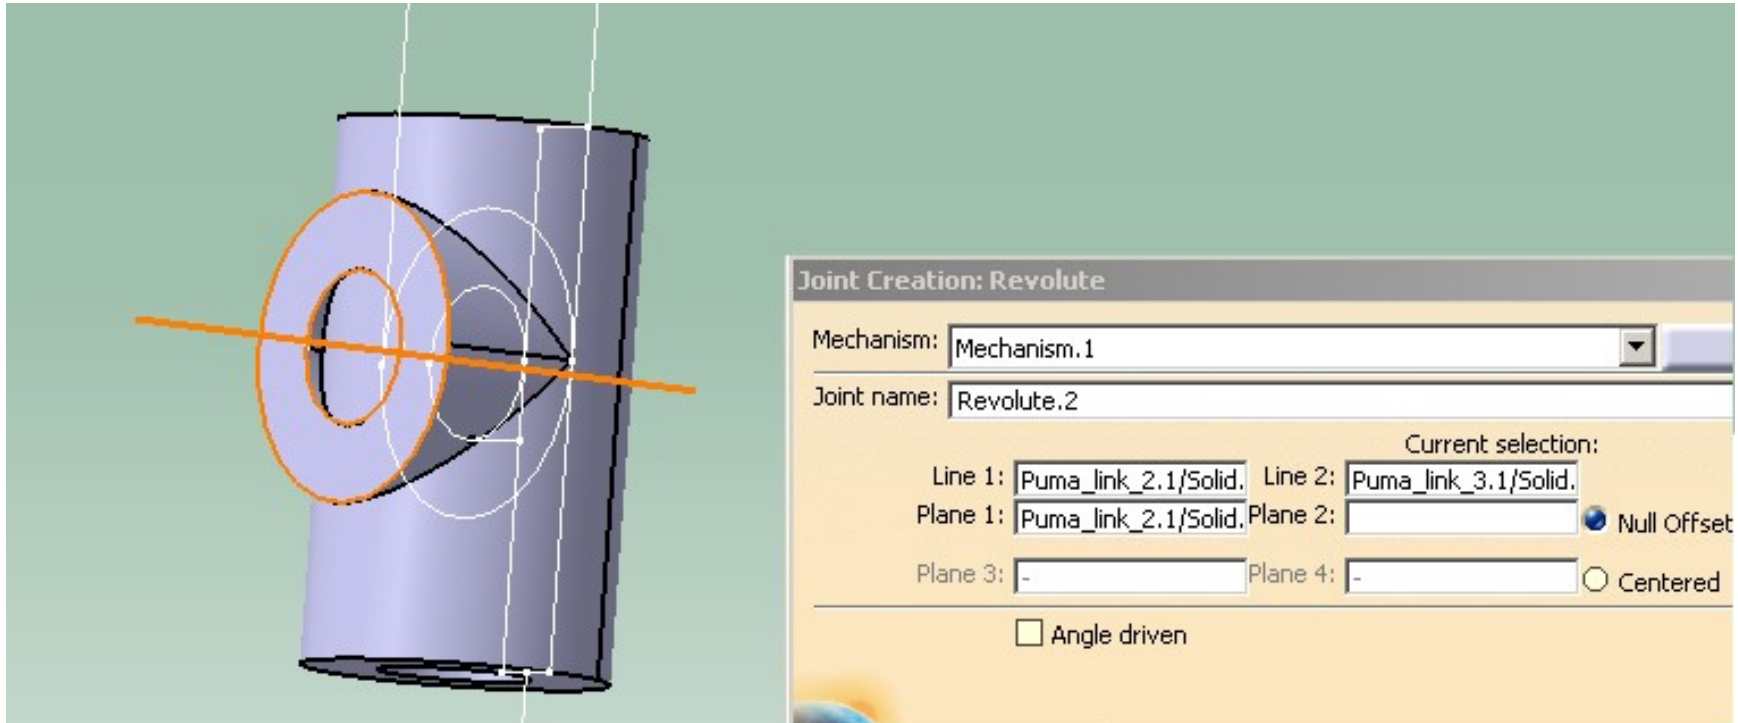 Joint Creation: Revolute
Mechanism: Mechanism.1
Joint name: Revolute.2
Current selection:
Line 1: Puma_link_2.1/Solid. Line 2: Puma_link_3.1/Solid.
Plane 1: Puma_link_2.1/Solid. Plane 2: Null Offset
Plane 3: - Plane 4: - Centered
Angle driven